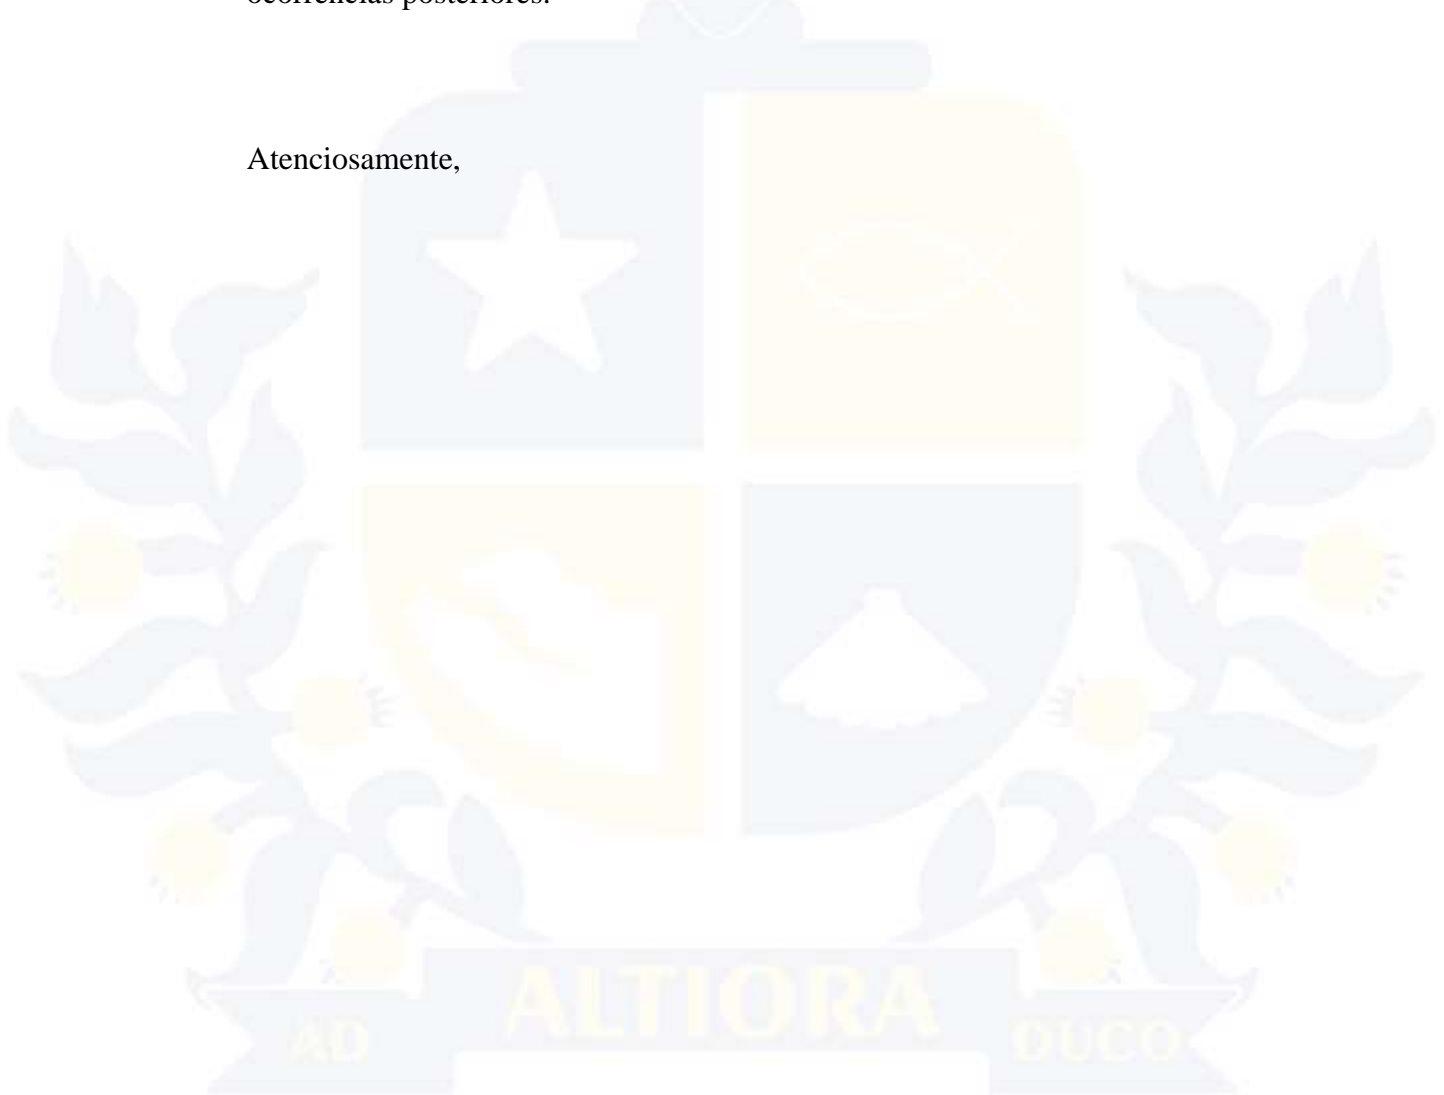 ocorrências posteriores.
Atenciosamente,
ALTIORA
AD DUCO